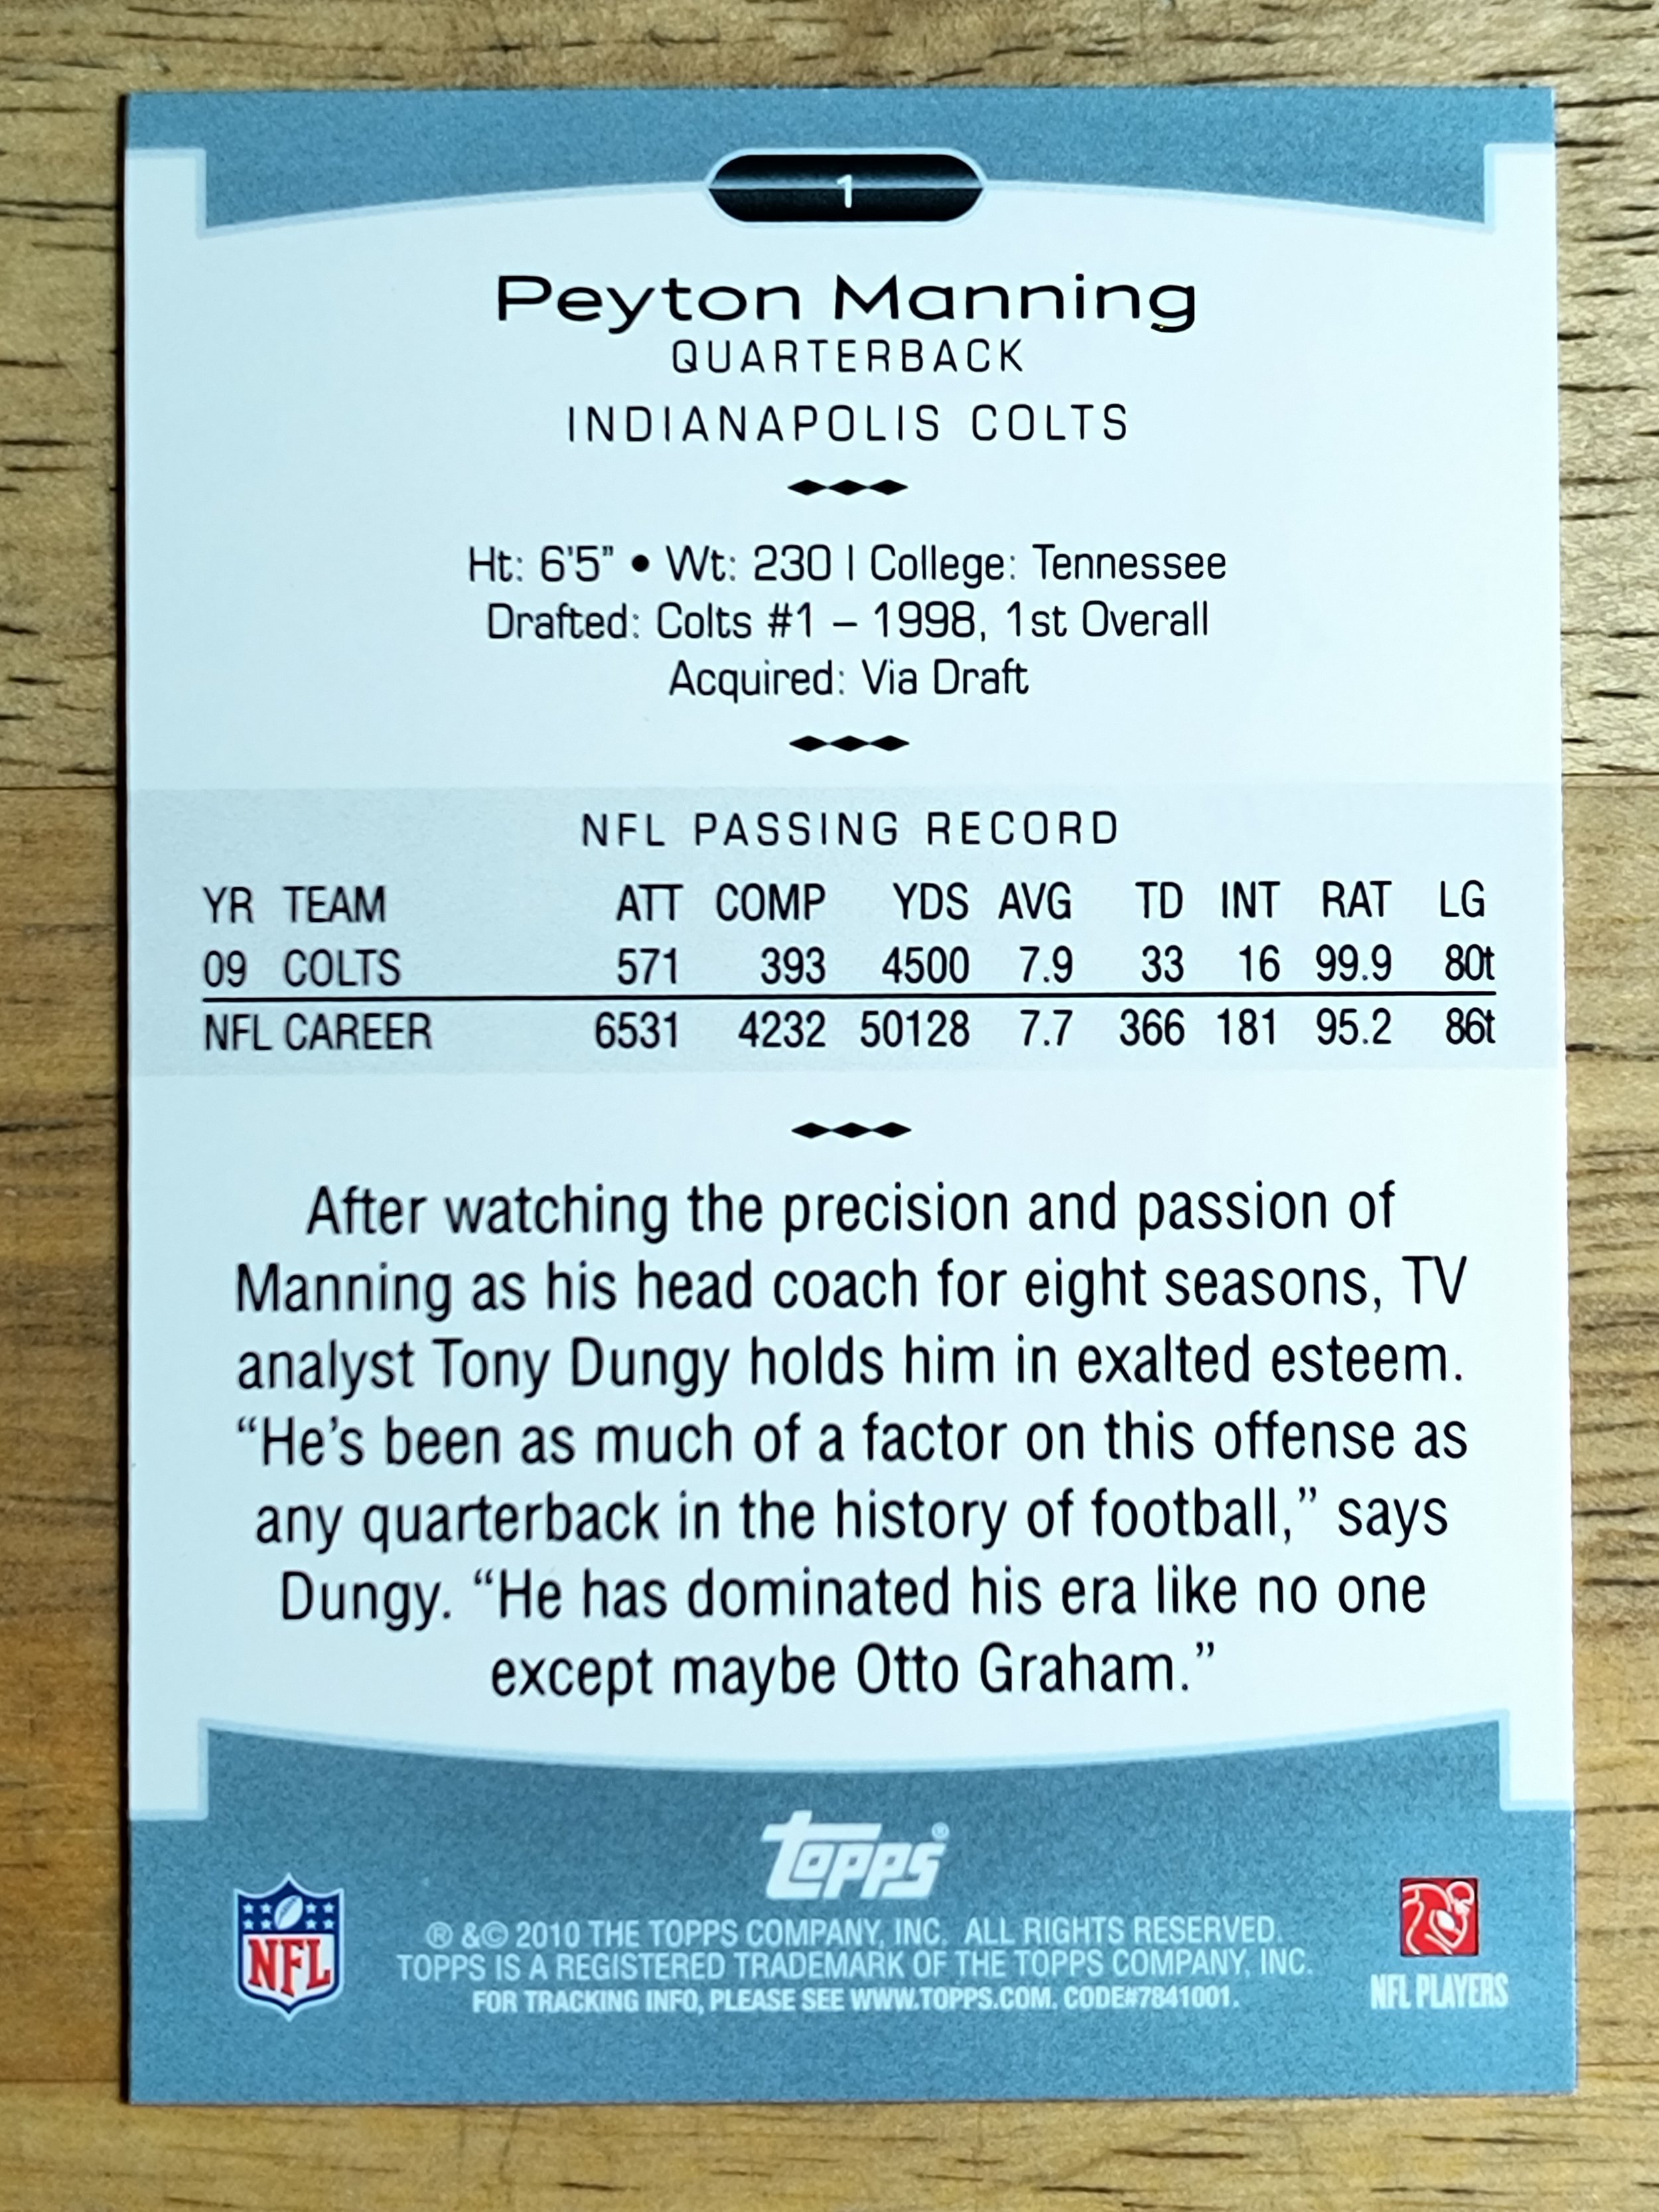 1
Peyton Manning
QUARTERBACK
INDIANAPOLIS COLTS
Ht: 6'5" • Wt: 230 | College: Tennessee
Drafted: Colts #1 – 1998, 1st Overall
Acquired: Via Draft
NFL PASSING RECORD
YR TEAM ATT COMP YDS AVG TD INT RAT LG
09 COLTS 571 393 4500 7.9 33 16 99.9 80t
NFL CAREER 6531 4232 50128 7.7 366 181 95.2 86t
After watching the precision and passion of
Manning as his head coach for eight seasons, TV
analyst Tony Dungy holds him in exalted esteem.
“He’s been as much of a factor on this offense as
any quarterback in the history of football,” says
Dungy. “He has dominated his era like no one
except maybe Otto Graham.”
Topps®
® &© 2010 THE TOPPS COMPANY, INC. ALL RIGHTS RESERVED.
TOPPS IS A REGISTERED TRADEMARK OF THE TOPPS COMPANY, INC.
FOR TRACKING INFO, PLEASE SEE WWW.TOPPS.COM. CODE#7841001.
NFL
NFL PLAYERS